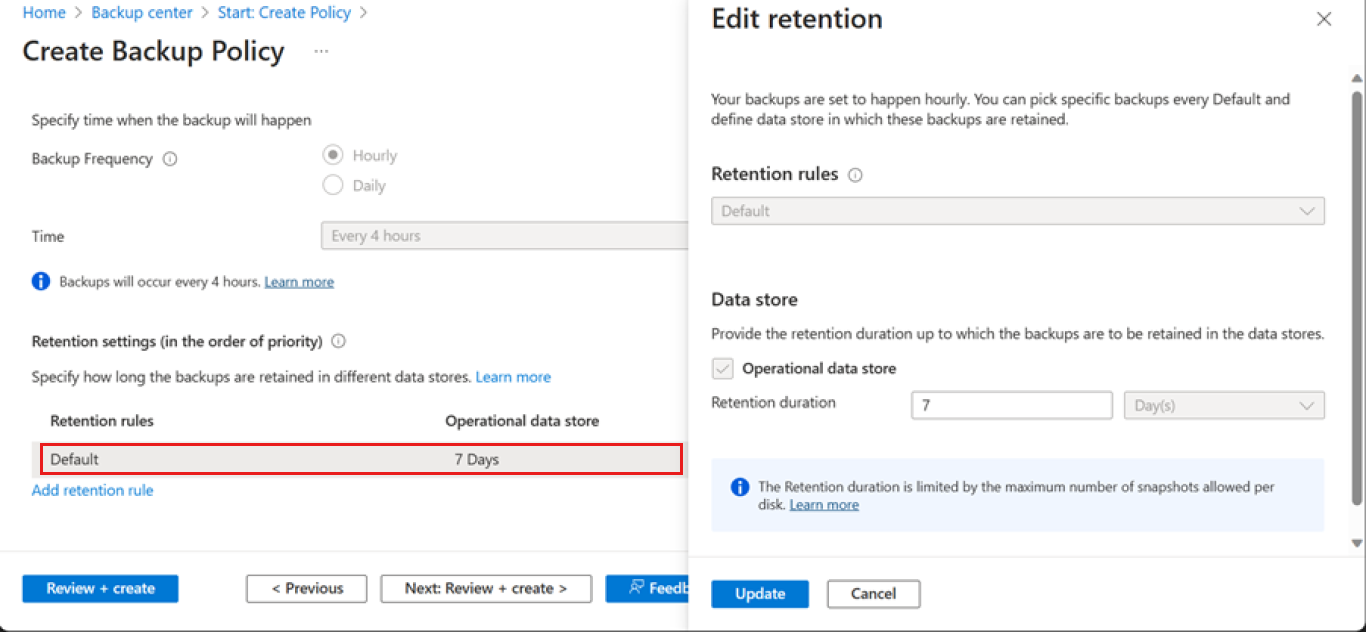 Home > Backup center > Start: Create Policy >
Create Backup Policy ...
Specify time when the backup will happen
Backup Frequency
Hourly
Daily
Time
Every 4 hours
Backups will occur every 4 hours. Learn more
Retention settings (in the order of priority)
Specify how long the backups are retained in different data stores. Learn more
Retention rules Operational data store
Default 7 Days
Add retention rule
Review + create
< Previous
Next: Review + create >
Feedb
Edit retention
Your backups are set to happen hourly. You can pick specific backups every Default and
define data store in which these backups are retained.
Retention rules
Default
Data store
Provide the retention duration up to which the backups are to be retained in the data stores.
Operational data store
Retention duration 7 Day(s)
The Retention duration is limited by the maximum number of snapshots allowed per
disk. Learn more
Update
Cancel